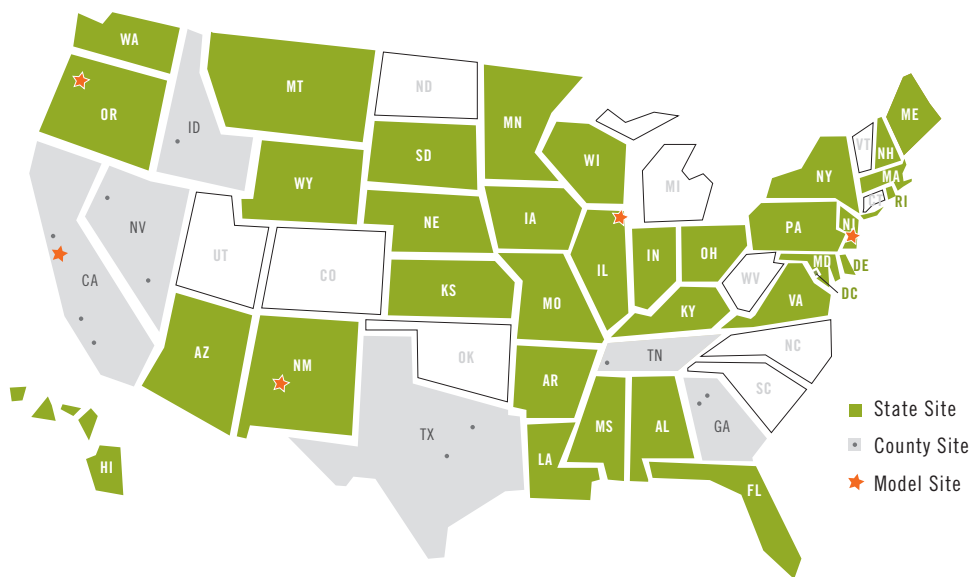 WA
MT
ND
MN
ME
OR
ID
SD
WI
MI
VT
NH
NY
MA
WY
NE
IA
CT
RI
NV
UT
CO
IL
IN
OH
PA
NJ
CA
KS
MO
WV
MD
DE
DC
KY
VA
AZ
NM
OK
AR
TN
NC
SC
TX
MS
AL
GA
LA
HI
FL
State Site
County Site
Model Site